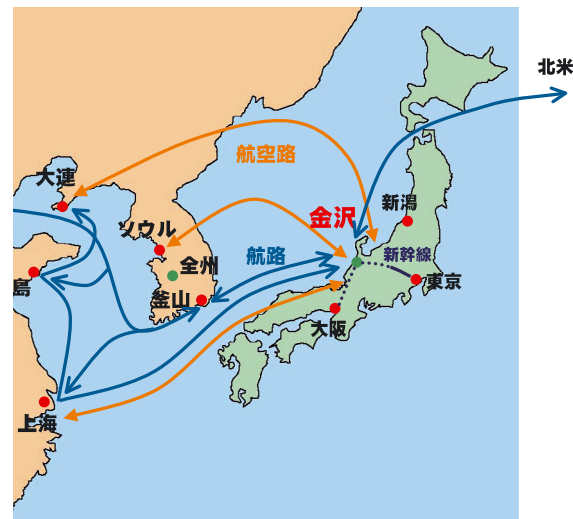 北米
航空路
大連
新潟
金沢
ソウル
航路
新幹線
全州
東京
島
釜山
大阪
上海